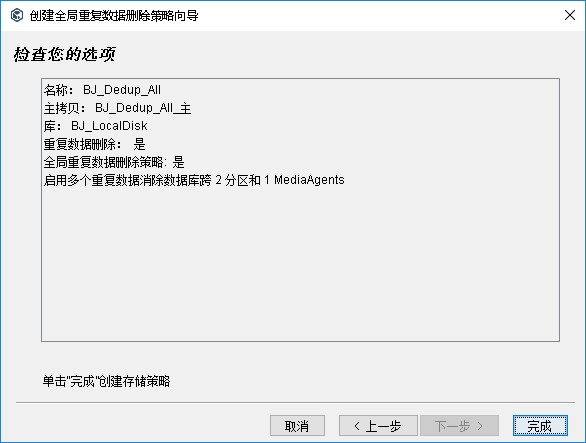 创建全局重复数据删除策略向导
检查您的选项
名称： BJ_Dedup_All
主拷贝： BJ_Dedup_All_主
库： BJ_LocalDisk
重复数据删除： 是
全局重复数据删除策略: 是
启用多个重复数据消除数据库跨 2 分区和 1 MediaAgents
单击"完成"创建存储策略
取消
< 上一步
下一步 >
完成